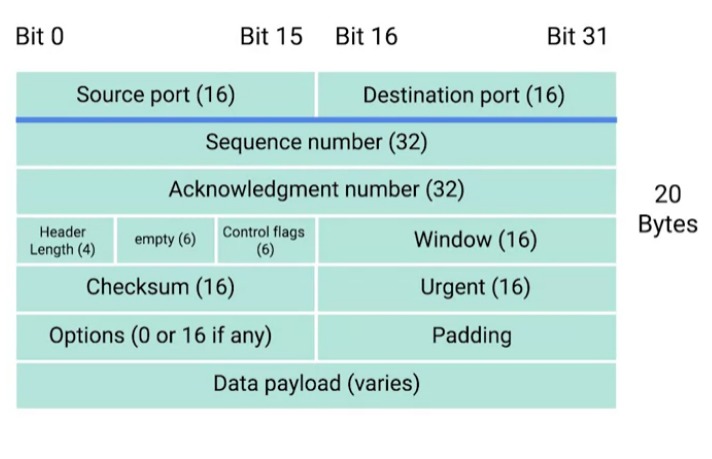 Bit 0 Bit 15 Bit 16 Bit 31
Source port (16) Destination port (16)
Sequence number (32)
Acknowledgment number (32)
Header
Length (4)
empty (6)
Control flags
(6)
Window (16)
20
Bytes
Checksum (16) Urgent (16)
Options (0 or 16 if any) Padding
Data payload (varies)